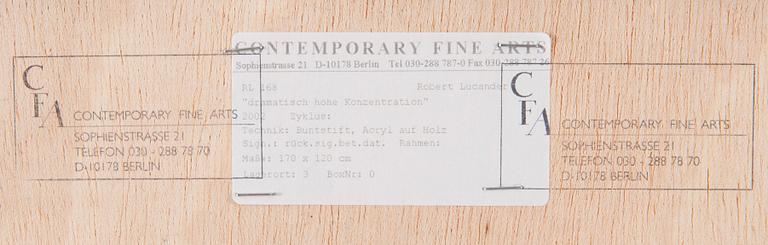 CFA
CONTEMPORARY FINE ARTS
SOPHIENSTRASSE 21
TELEFON 030 - 288 78 70
D-10178 BERLIN
CONTEMPORARY FINE ARTS
Sophienstrasse 21 D-10178 Berlin Tel 030-288 787-0 Fax 030-288 787 26
RL 168 Robert Lucander
"dramatisch hohe Konzentration"
2002 Zyklus:
Technik: Buntstift, Acryl auf Holz
Sign.: rück.sig.bet.dat. Rahmen:
Maße: 170 x 120 cm
Lagerort: 3 BoxNr: 0
CFA
CONTEMPORARY FINE ARTS
SOPHIENSTRASSE 21
TELEFON 030 - 288 78 70
D-10178 BERLIN